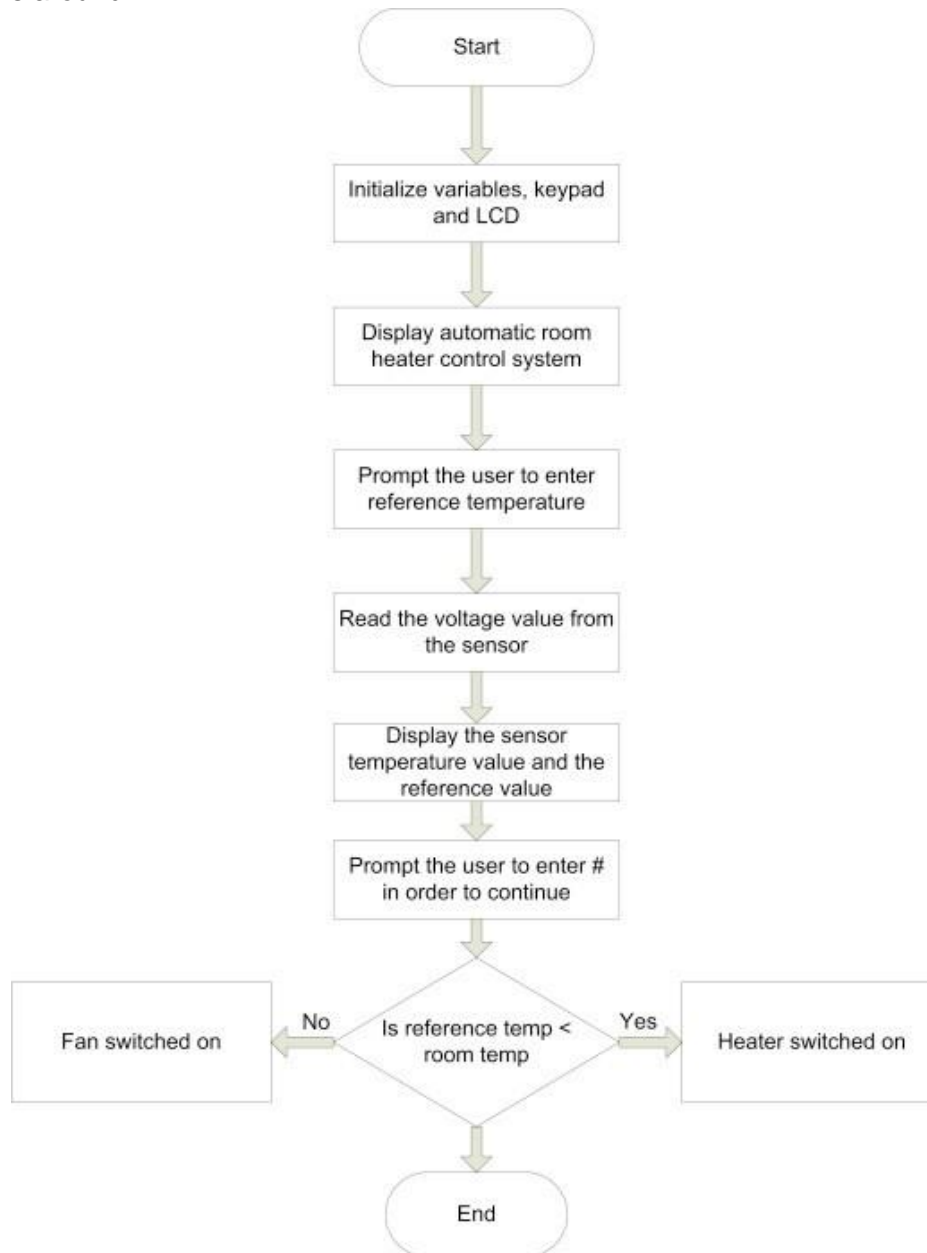 Start
Initialize variables, keypad
and LCD
Display automatic room
heater control system
Prompt the user to enter
reference temperature
Read the voltage value from
the sensor
Display the sensor
temperature value and the
reference value
Prompt the user to enter #
in order to continue
Fan switched on
No
Is reference temp <
room temp
Yes
Heater switched on
End